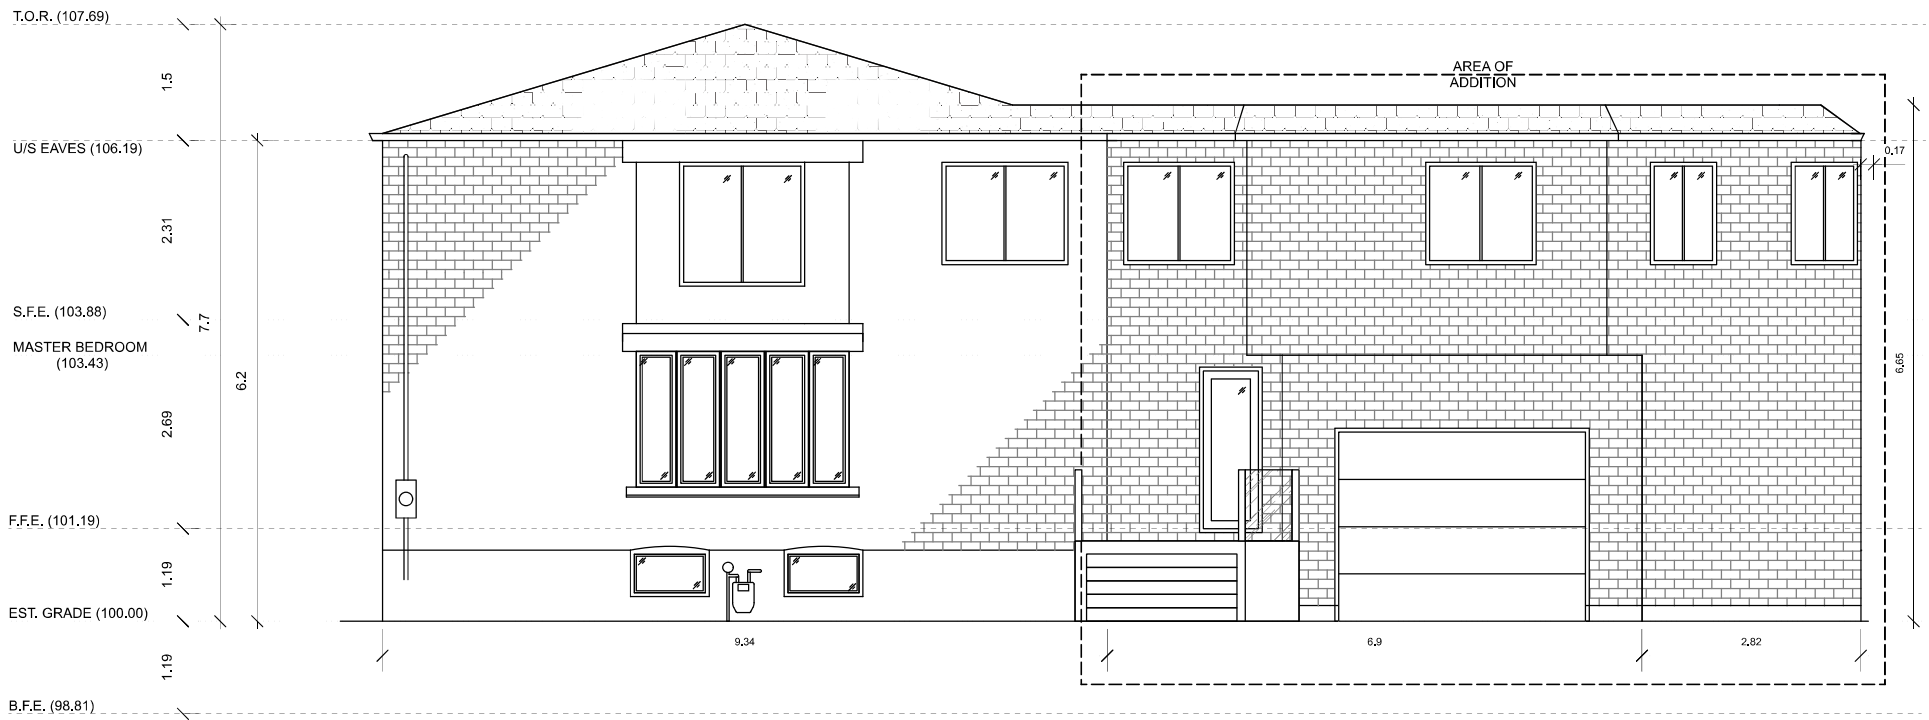 T.O.R. (107.69)
1.5
AREA OF
ADDITION
U/S EAVES (106.19)
0.17
2.31
S.F.E. (103.88)
7.7
MASTER BEDROOM
(103.43)
6.2
6.65
2.69
F.F.E. (101.19)
1.19
EST. GRADE (100.00)
9.34
6.9
2.82
1.19
B.F.E. (98.81)